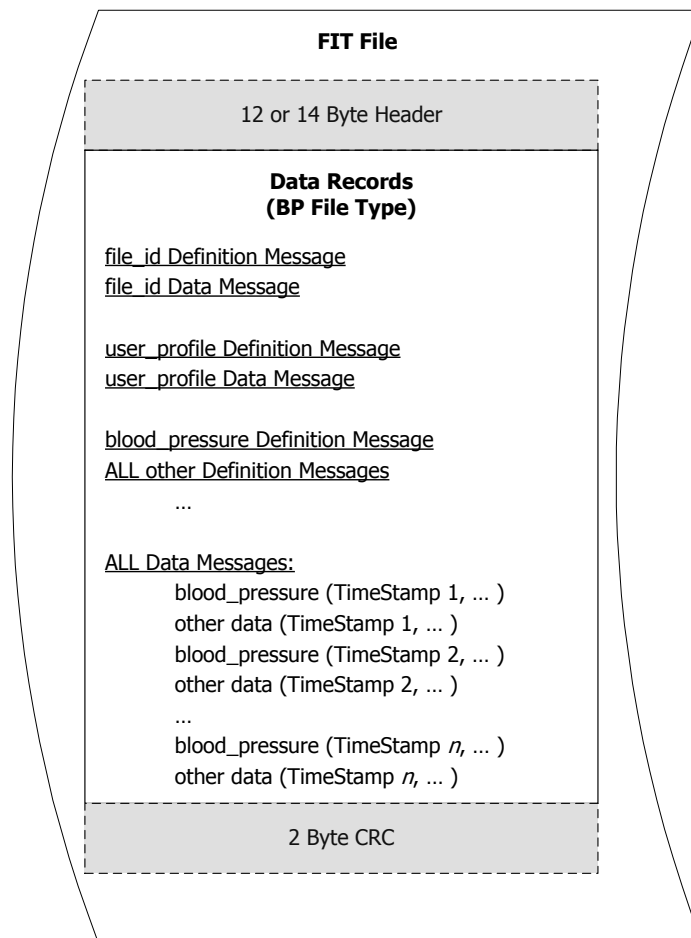 FIT File
12 or 14 Byte Header
Data Records
(BP File Type)
file_id Definition Message
file_id Data Message
user_profile Definition Message
user_profile Data Message
blood_pressure Definition Message
ALL other Definition Messages
…
ALL Data Messages:
blood_pressure (TimeStamp 1, … )
other data (TimeStamp 1, … )
blood_pressure (TimeStamp 2, … )
other data (TimeStamp 2, … )
…
blood_pressure (TimeStamp n, … )
other data (TimeStamp n, … )
2 Byte CRC